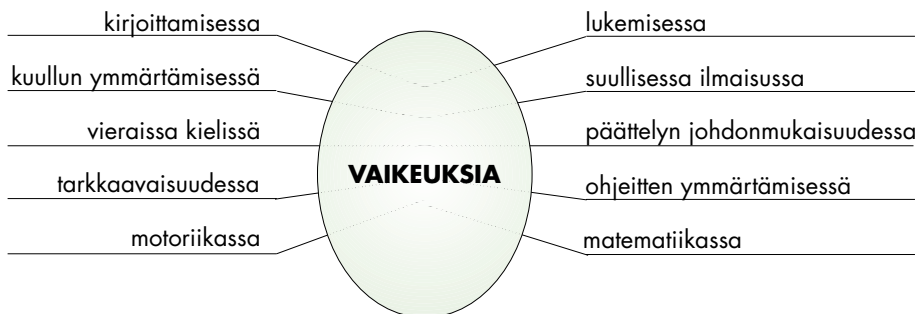 kirjoittamisessa
lukemisessa
kuullun ymmärtämisessä
suullisessa ilmaisussa
vieraissa kielissä
päättelyn johdonmukaisuudessa
VAIKEUKSIA
tarkkaavaisuudessa
ohjeitten ymmärtämisessä
motoriikassa
matematiikassa